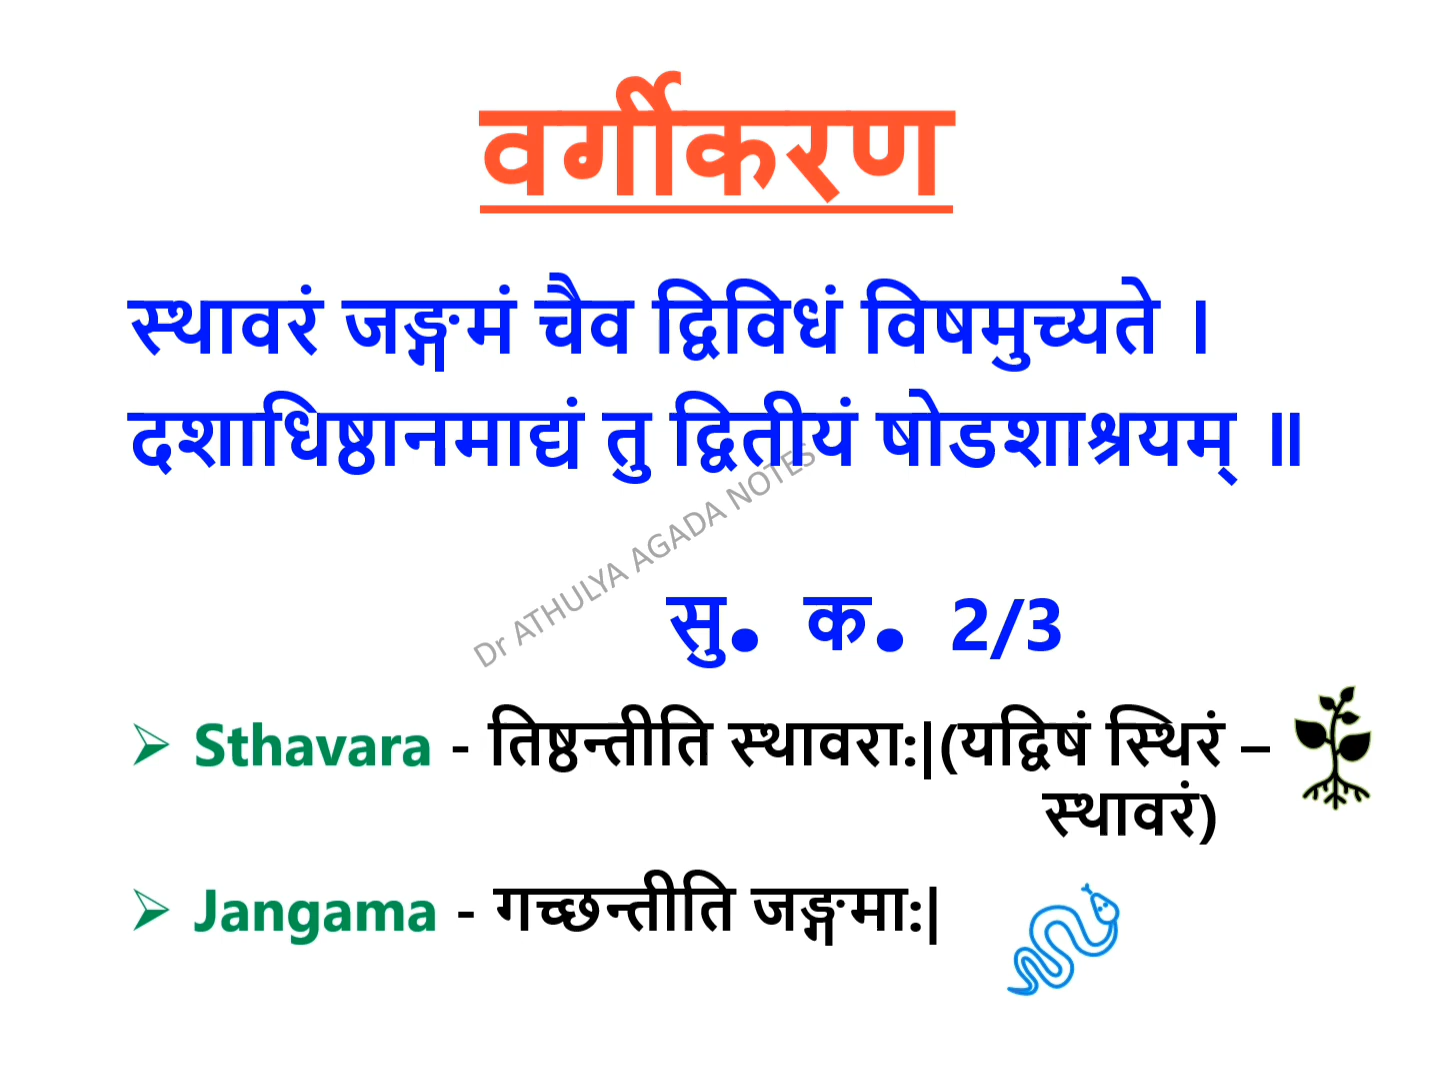 वर्गीकरण
स्थावरं जङ्गमं चैव द्विविधं विषमुच्यते ।
दशाधिष्ठानमाद्यं तु द्वितीयं षोडशाश्रयम् ॥
Dr ATHULYA AGADA NOTES
सु. क. 2/3
➢ Sthavara - तिष्ठन्तीति स्थावरा:|(यद्विषं स्थिरं –
स्थावरं)
➢ Jangama - गच्छन्तीति जङ्गमा:|